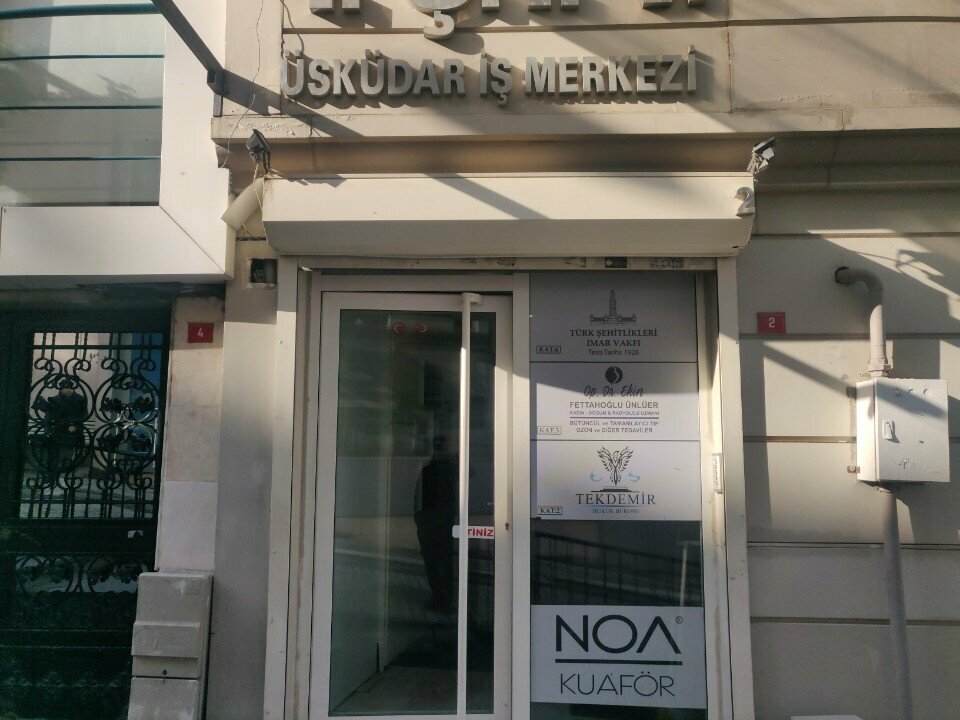 ÜSKÜDAR İŞ MERKEZİ
2
4
2
TÜRK ŞEHİTLİKLERİ
İMAR VAKFI
Tesis Tarihi: 1926
KAT:4
Op. Dr. Ekin
FETTAHOĞLU ÜNLÜER
KADIN - DOĞUM & RADYOLOJİ UZMANI
BÜTÜNCÜL ve TAMAMLAYICI TIP
OZON ve DİĞER TEDAVİLER
KAT:3
TEKDEMİR
HUKUK BÜROSU
KAT:2
TİNİZ
NOA
KUAFÖR